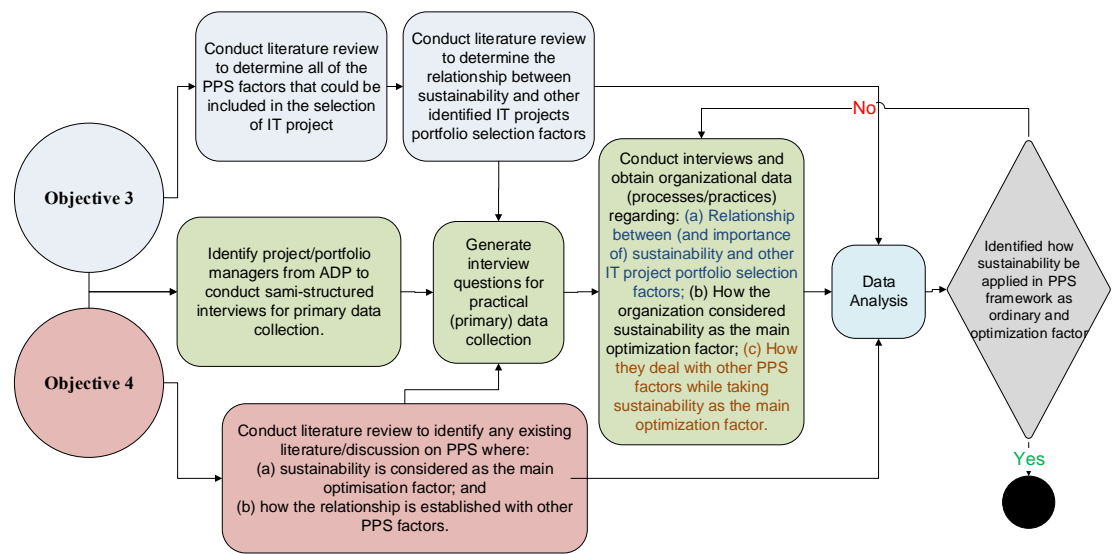 Objective 3
Conduct literature review
to determine all of the
PPS factors that could be
included in the selection
of IT project
Conduct literature review
to determine the
relationship between
sustainability and other
identified IT projects
portfolio selection factors
Identify project/portfolio
managers from ADP to
conduct sami-structured
interviews for primary data
collection.
Generate
interview
questions for
practical
(primary) data
collection
Objective 4
Conduct literature review to identify any existing
literature/discussion on PPS where:
(a) sustainability is considered as the main
optimisation factor; and
(b) how the relationship is established with other
PPS factors.
Conduct interviews and
obtain organizational data
(processes/practices)
regarding: (a) Relationship
between (and importance
of) sustainability and other
IT project portfolio selection
factors; (b) How the
organization considered
sustainability as the main
optimization factor; (c) How
they deal with other PPS
factors while taking
sustainability as the main
optimization factor.
Data
Analysis
No
Identified how
sustainability be
applied in PPS
framework as
ordinary and
optimization factor
Yes